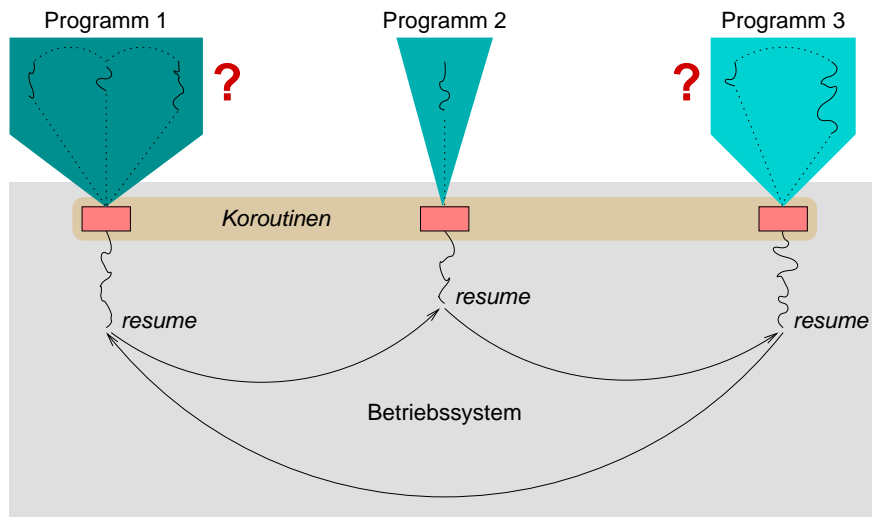 Programm 1
Programm 2
Programm 3
?
?
Koroutinen
resume
resume
resume
Betriebssystem